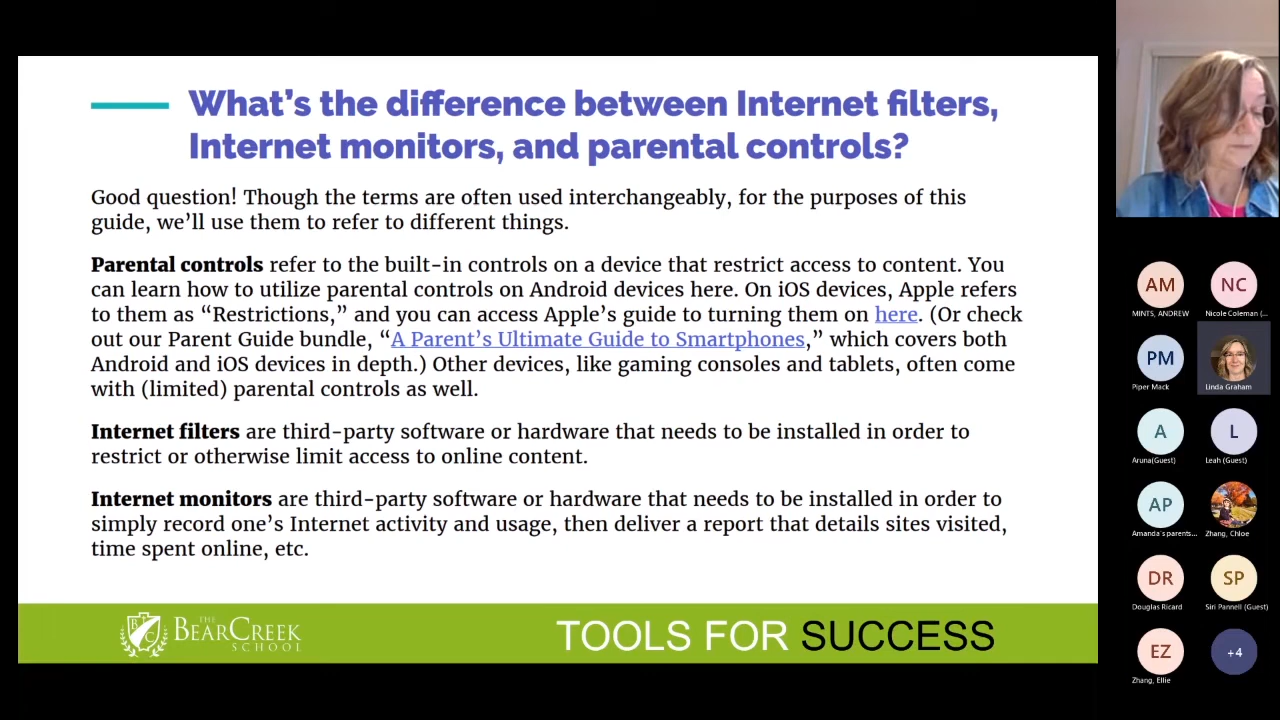 What's the difference between Internet filters,
Internet monitors, and parental controls?
Good question! Though the terms are often used interchangeably, for the purposes of this
guide, we'll use them to refer to different things.
Parental controls refer to the built-in controls on a device that restrict access to content. You
can learn how to utilize parental controls on Android devices here. On iOS devices, Apple refers
to them as “Restrictions,” and you can access Apple's guide to turning them on here. (Or check
out our Parent Guide bundle, “A Parent's Ultimate Guide to Smartphones,” which covers both
Android and iOS devices in depth.) Other devices, like gaming consoles and tablets, often come
with (limited) parental controls as well.
Internet filters are third-party software or hardware that needs to be installed in order to
restrict or otherwise limit access to online content.
Internet monitors are third-party software or hardware that needs to be installed in order to
simply record one's Internet activity and usage, then deliver a report that details sites visited,
time spent online, etc.
THE
BEARCREEK
SCHOOL
TOOLS FOR SUCCESS
AM
MINTS, ANDREW
NC
Nicole Coleman (...
PM
Piper Mack
Linda Graham
A
Aruna(Guest)
L
Leah (Guest)
AP
Amanda's parents...
Zhang, Chloe
DR
Douglas Ricard
SP
Siri Pannell (Guest)
EZ
Zhang, Ellie
+4